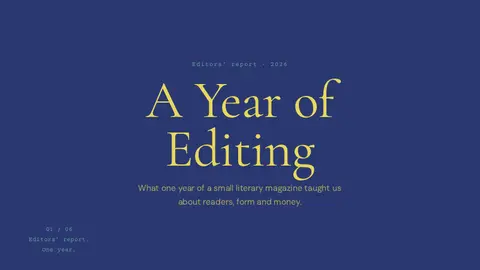 Editors' report · 2026
A Year of
Editing
What one year of a small literary magazine taught us
about readers, form and money.
01 / 06
Editors' report.
One year.